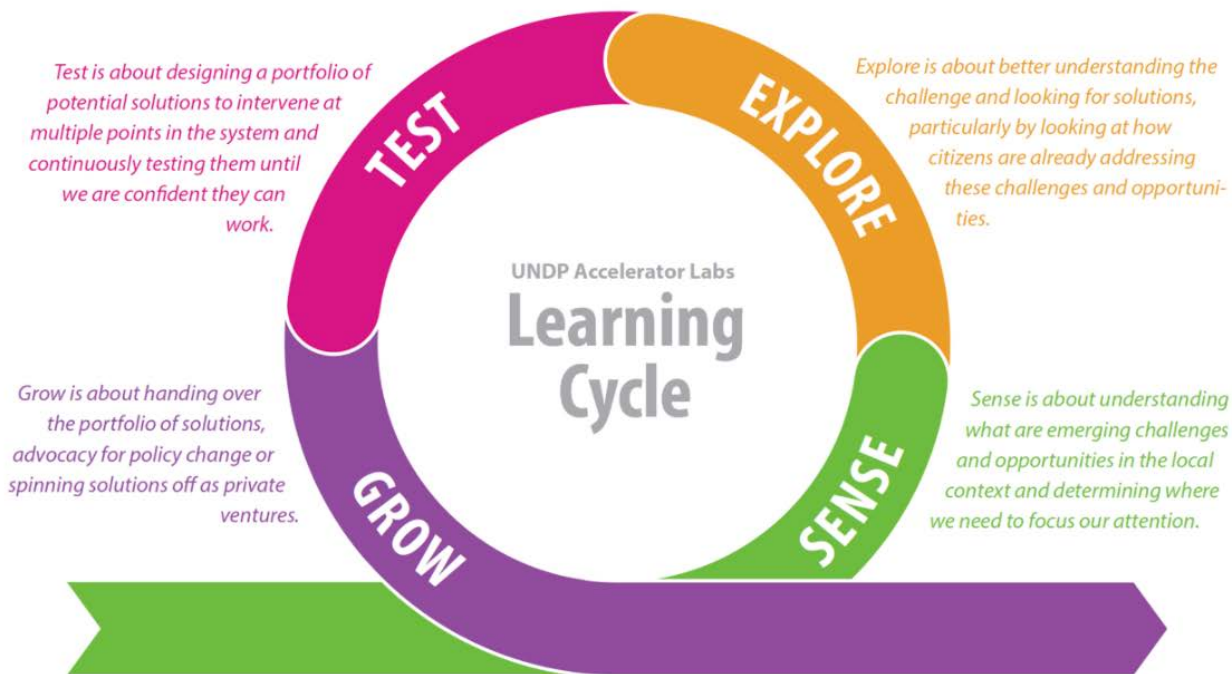 Test is about designing a portfolio of
potential solutions to intervene at
multiple points in the system and
continuously testing them until
we are confident they can
work.
TEST
EXPLORE
Explore is about better understanding the
challenge and looking for solutions,
particularly by looking at how
citizens are already addressing
these challenges and opportuni-
ties.
UNDP Accelerator Labs
Learning
Cycle
Grow is about handing over
the portfolio of solutions,
advocacy for policy change or
spinning solutions off as private
ventures.
GROW
SENSE
Sense is about understanding
what are emerging challenges
and opportunities in the local
context and determining where
we need to focus our attention.